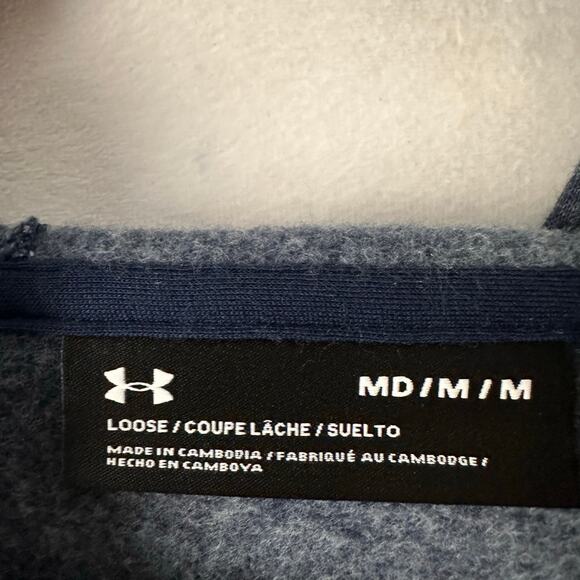 MD / M / M
LOOSE / COUPE LÂCHE / SUELTO
MADE IN CAMBODIA / FABRIQUÉ AU CAMBODGE /
HECHO EN CAMBOYA